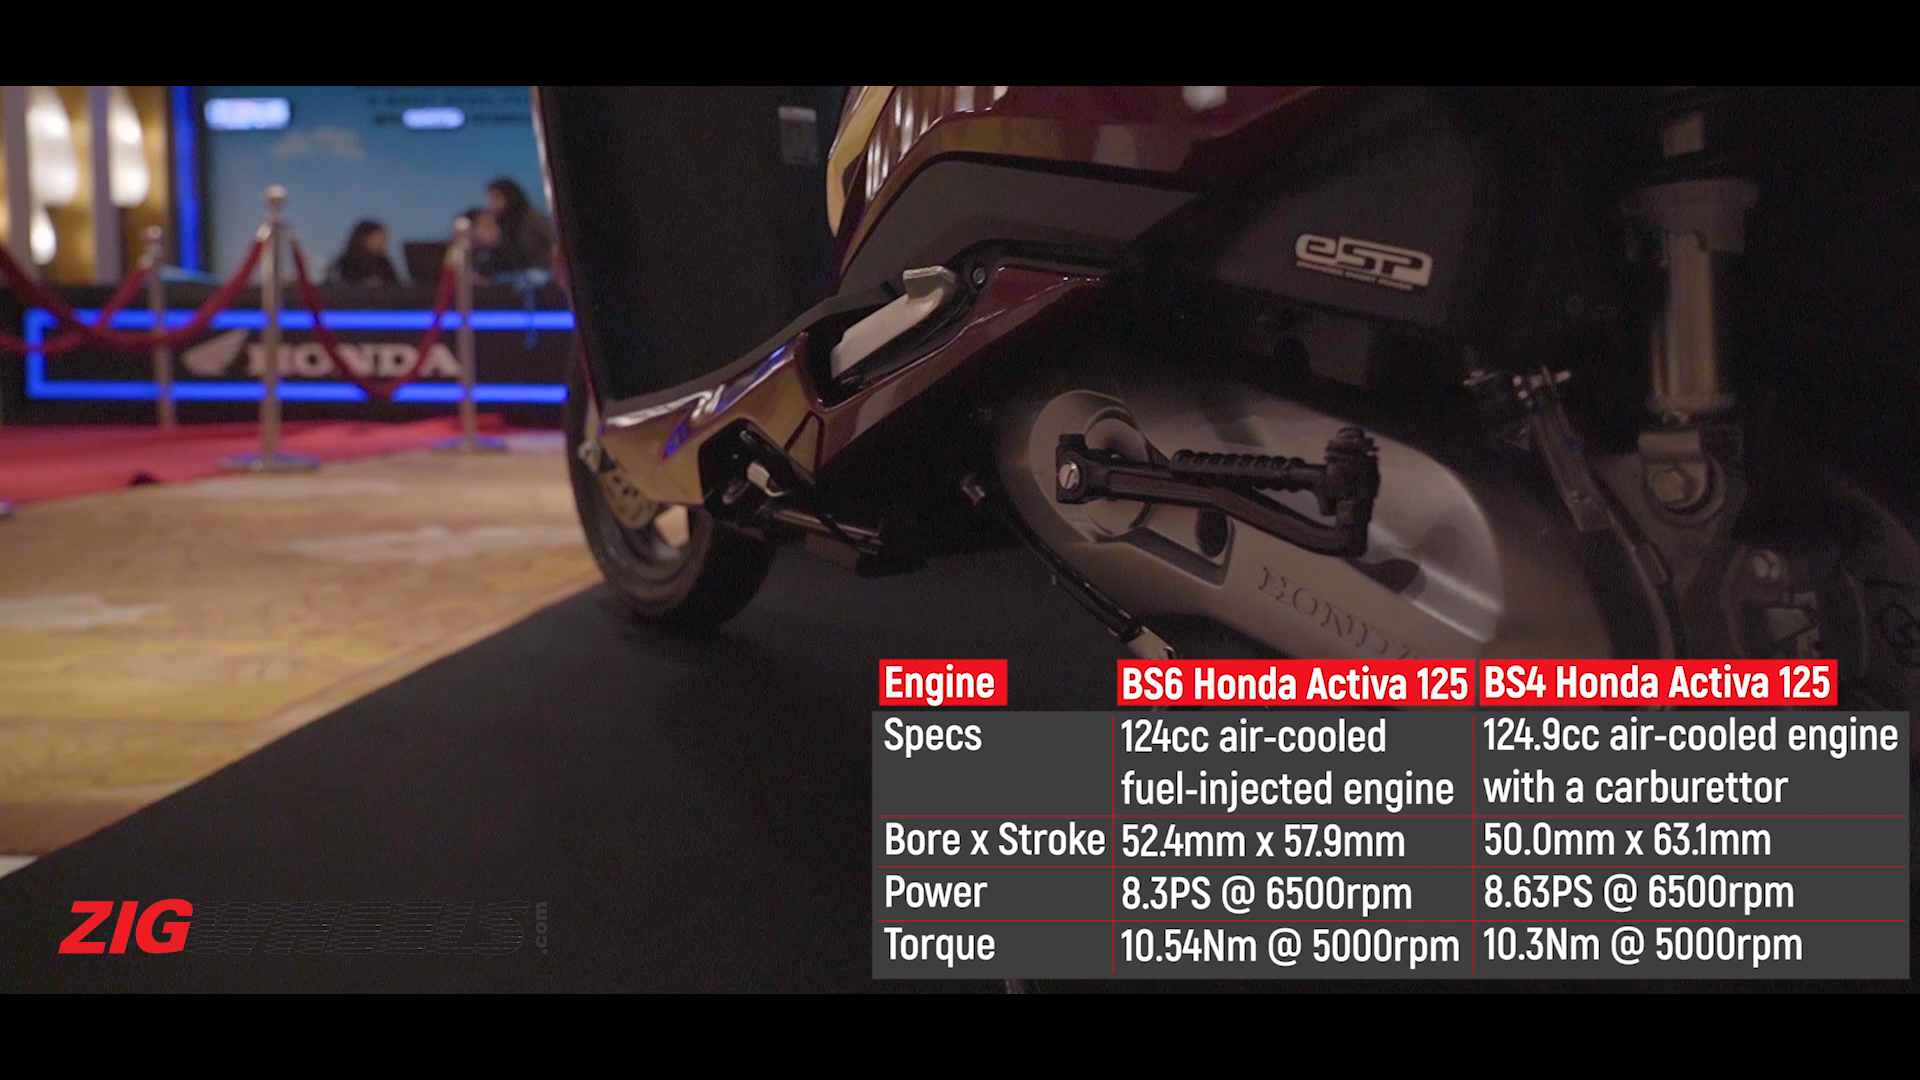 HONDA
eSP
HONDA
Engine BS6 Honda Activa 125 BS4 Honda Activa 125
Specs 124cc air-cooled fuel-injected engine 124.9cc air-cooled engine with a carburettor
Bore x Stroke 52.4mm x 57.9mm 50.0mm x 63.1mm
Power 8.3PS @ 6500rpm 8.63PS @ 6500rpm
Torque 10.54Nm @ 5000rpm 10.3Nm @ 5000rpm
ZIGWHEELS.com